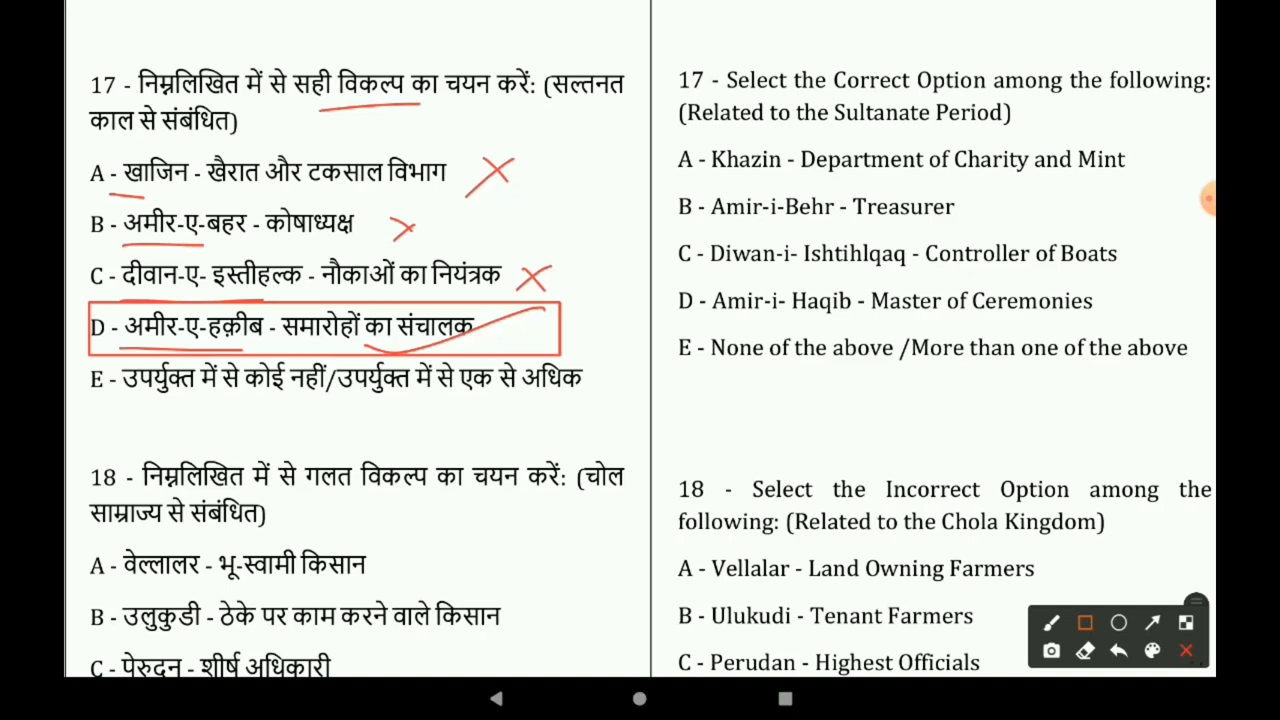 17 - निम्नलिखित में से सही विकल्प का चयन करें: (सल्तनत
काल से संबंधित)
A - खाजिन - खैरात और टकसाल विभाग
B - अमीर-ए-बहर - कोषाध्यक्ष
C - दीवान-ए- इस्तीहल्क - नौकाओं का नियंत्रक
D - अमीर-ए-हक़ीब - समारोहों का संचालक
E - उपर्युक्त में से कोई नहीं/उपर्युक्त में से एक से अधिक
18 - निम्नलिखित में से गलत विकल्प का चयन करें: (चोल
साम्राज्य से संबंधित)
A - वेल्लालर - भू-स्वामी किसान
B - उलुकुडी - ठेके पर काम करने वाले किसान
C - पेरुदन - शीर्ष अधिकारी
17 - Select the Correct Option among the following:
(Related to the Sultanate Period)
A - Khazin - Department of Charity and Mint
B - Amir-i-Behr - Treasurer
C - Diwan-i- Ishtihlqaq - Controller of Boats
D - Amir-i- Haqib - Master of Ceremonies
E - None of the above /More than one of the above
18 - Select the Incorrect Option among the
following: (Related to the Chola Kingdom)
A - Vellalar - Land Owning Farmers
B - Ulukudi - Tenant Farmers
C - Perudan - Highest Officials